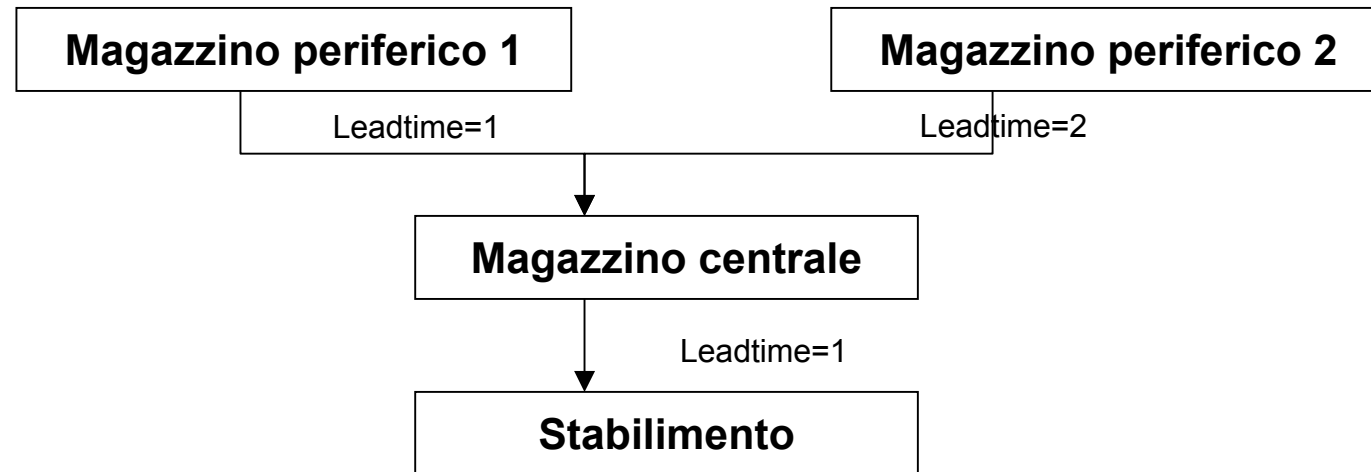 Magazzino periferico 1
Magazzino periferico 2
Leadtime=1
Leadtime=2
Magazzino centrale
Leadtime=1
Stabilimento